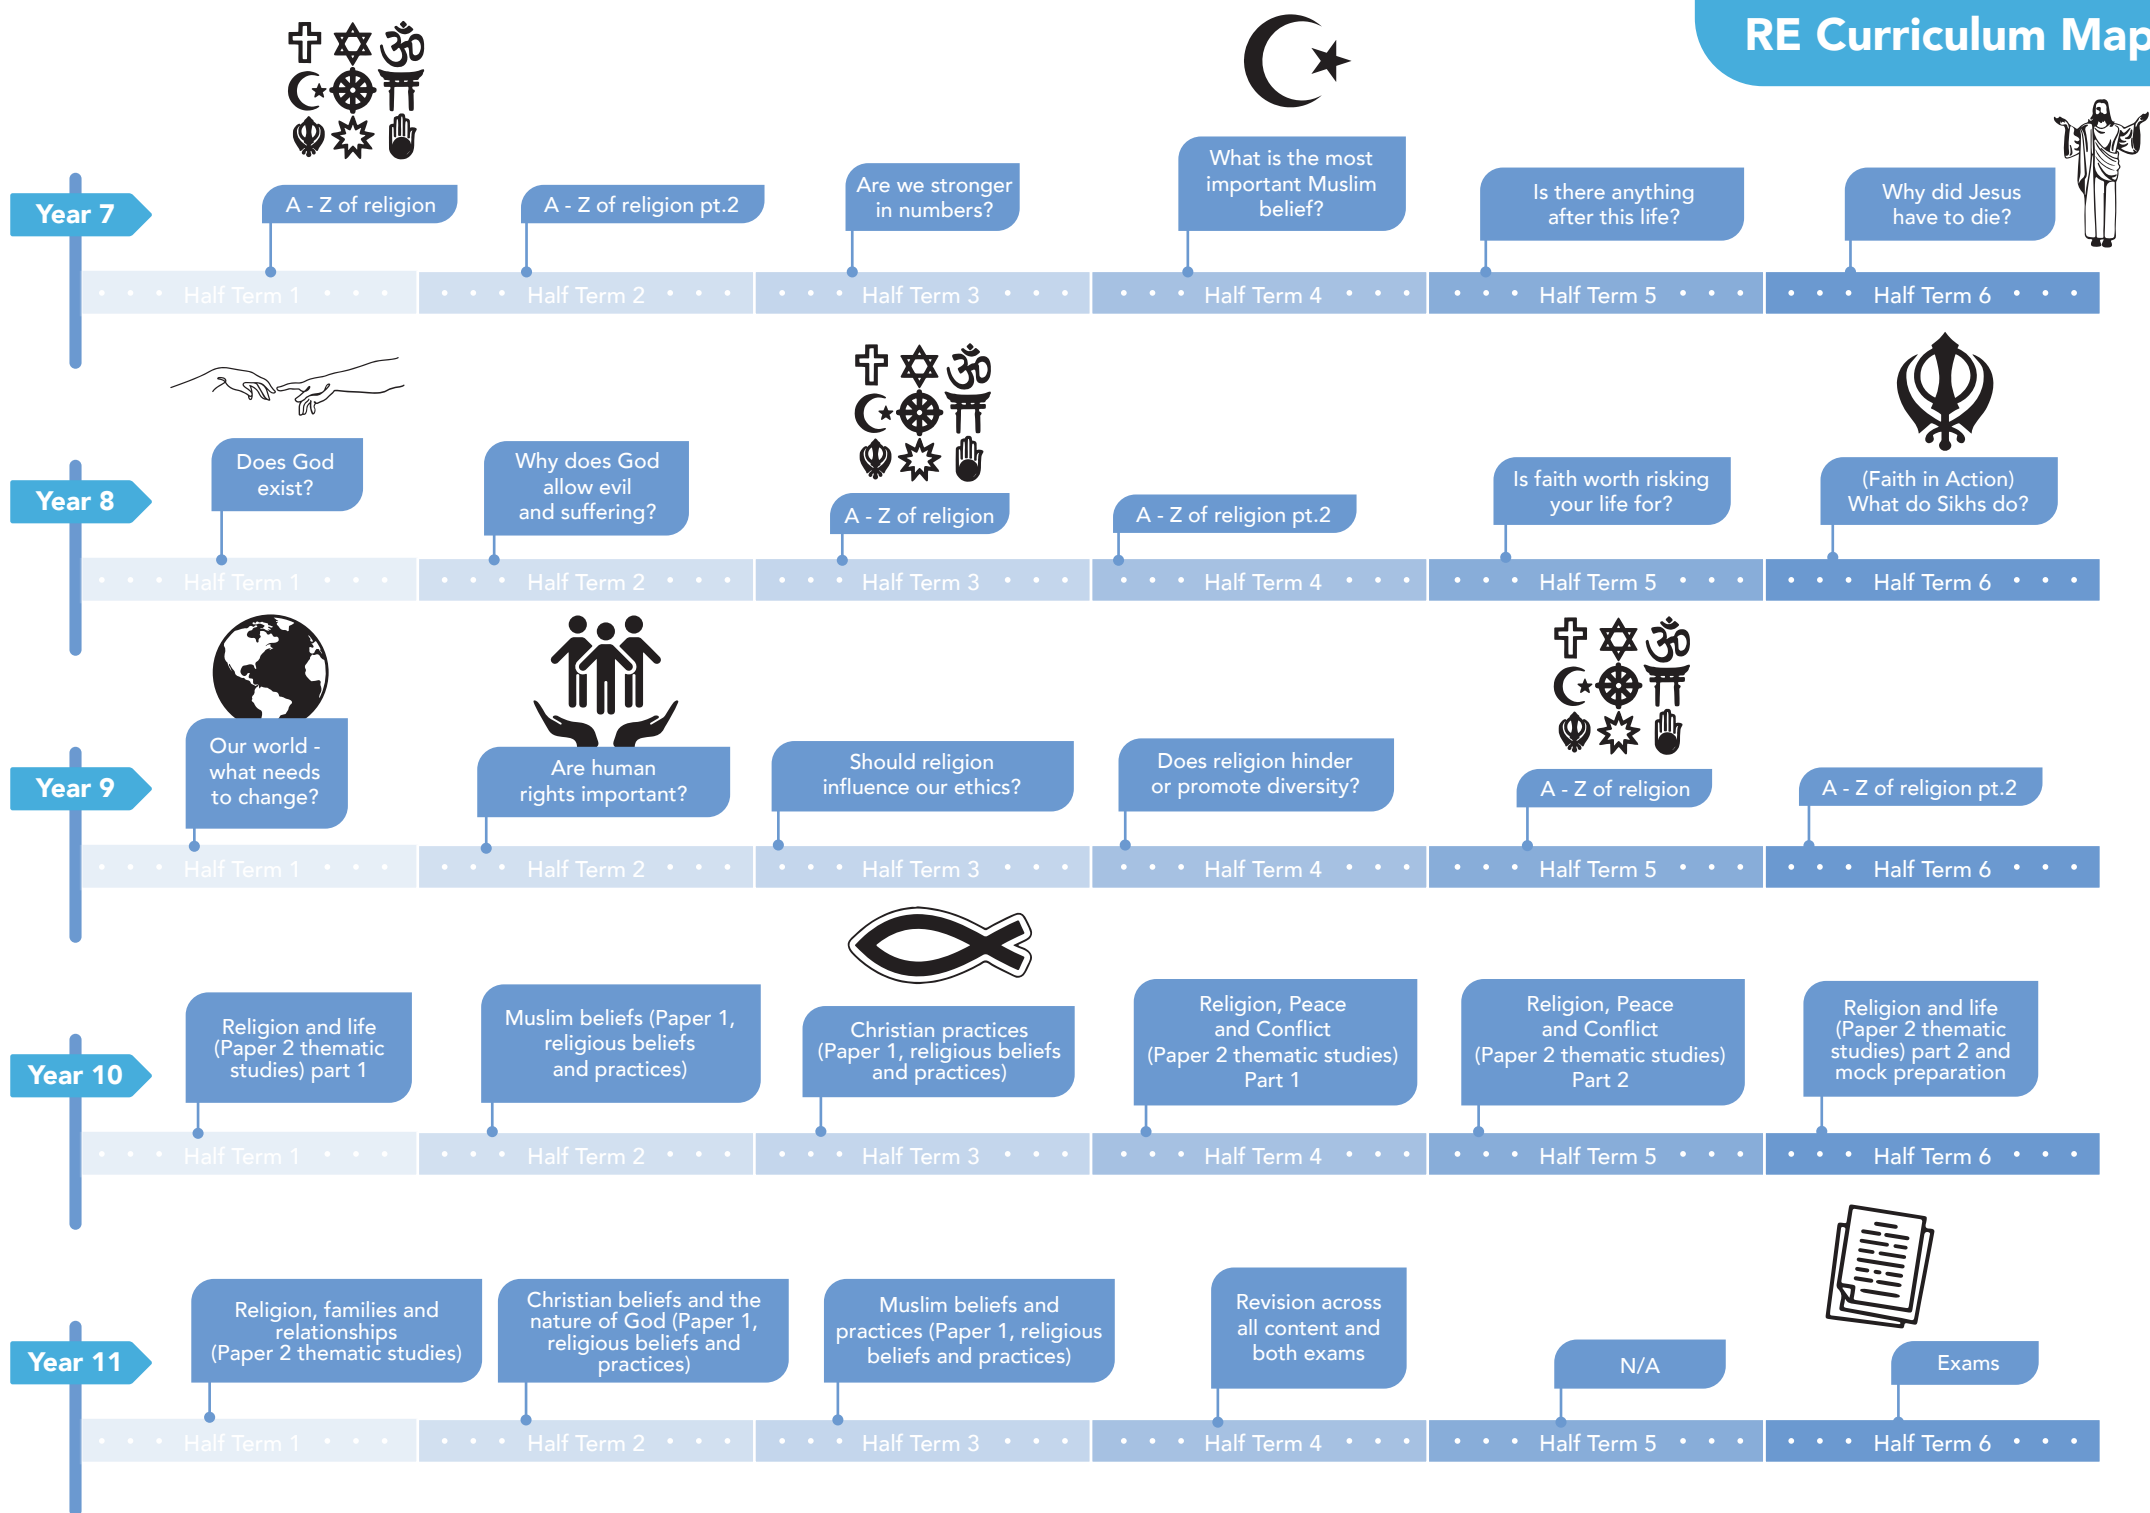 RE Curriculum Map
Year 7
A - Z of religion
A - Z of religion pt.2
Are we stronger
in numbers?
What is the most
important Muslim
belief?
Is there anything
after this life?
Why did Jesus
have to die?
Half Term 1
Half Term 2
Half Term 3
Half Term 4
Half Term 5
Half Term 6
Year 8
Does God
exist?
Why does God
allow evil
and suffering?
A - Z of religion
A - Z of religion pt.2
Is faith worth risking
your life for?
(Faith in Action)
What do Sikhs do?
Half Term 1
Half Term 2
Half Term 3
Half Term 4
Half Term 5
Half Term 6
Year 9
Our world -
what needs
to change?
Are human
rights important?
Should religion
influence our ethics?
Does religion hinder
or promote diversity?
A - Z of religion
A - Z of religion pt.2
Half Term 1
Half Term 2
Half Term 3
Half Term 4
Half Term 5
Half Term 6
Year 10
Religion and life
(Paper 2 thematic
studies) part 1
Muslim beliefs (Paper 1,
religious beliefs
and practices)
Christian practices
(Paper 1, religious beliefs
and practices)
Religion, Peace
and Conflict
(Paper 2 thematic studies)
Part 1
Religion, Peace
and Conflict
(Paper 2 thematic studies)
Part 2
Religion and life
(Paper 2 thematic
studies) part 2 and
mock preparation
Half Term 1
Half Term 2
Half Term 3
Half Term 4
Half Term 5
Half Term 6
Year 11
Religion, families and
relationships
(Paper 2 thematic studies)
Christian beliefs and the
nature of God (Paper 1,
religious beliefs and
practices)
Muslim beliefs and
practices (Paper 1, religious
beliefs and practices)
Revision across
all content and
both exams
N/A
Exams
Half Term 1
Half Term 2
Half Term 3
Half Term 4
Half Term 5
Half Term 6